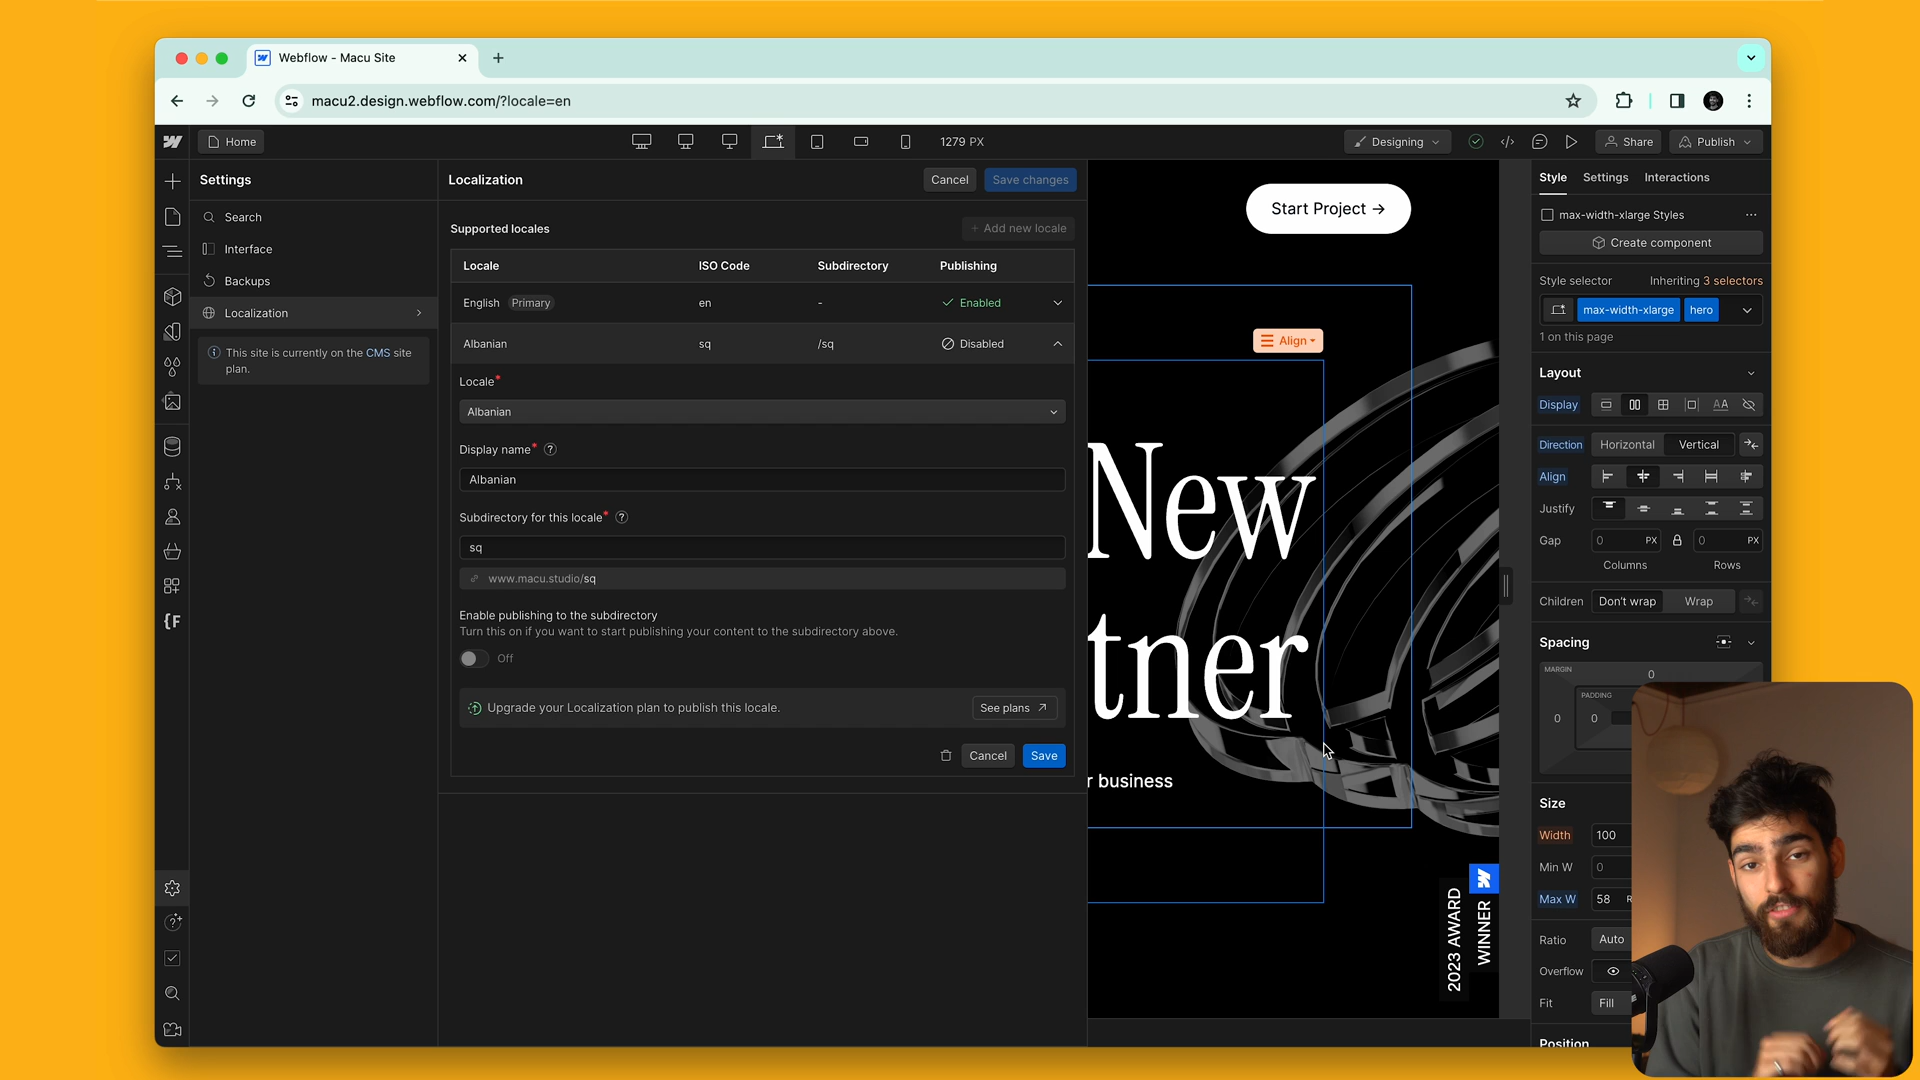 Webflow - Macu Site
macu2.design.webflow.com/?locale=en
Home
1279 PX
Designing
Share
Publish
Settings
Search
Interface
Backups
Localization
This site is currently on the CMS site
plan.
Localization
Cancel
Save changes
Supported locales
+ Add new locale
Locale ISO Code Subdirectory Publishing
English Primary en - Enabled
Albanian sq /sq Disabled
Locale*
Albanian
Display name* ?
Albanian
Subdirectory for this locale* ?
sq
www.macu.studio/sq
Enable publishing to the subdirectory
Turn this on if you want to start publishing your content to the subdirectory above.
Off
Upgrade your Localization plan to publish this locale.
See plans
Cancel
Save
Start Project →
Align
New
tner
r business
2023 AWARD
WINNER
Style Settings Interactions
max-width-xlarge Styles
Create component
Style selector Inheriting 3 selectors
max-width-xlarge hero
1 on this page
Layout
Display
Direction Horizontal Vertical
Align
Justify
Gap 0 PX 0 PX
Columns Rows
Children Don't wrap Wrap
Spacing
MARGIN
0
PADDING
0 0
Size
Width 100
Min W 0
Max W 58 R
Ratio Auto
Overflow
Fit Fill
Position